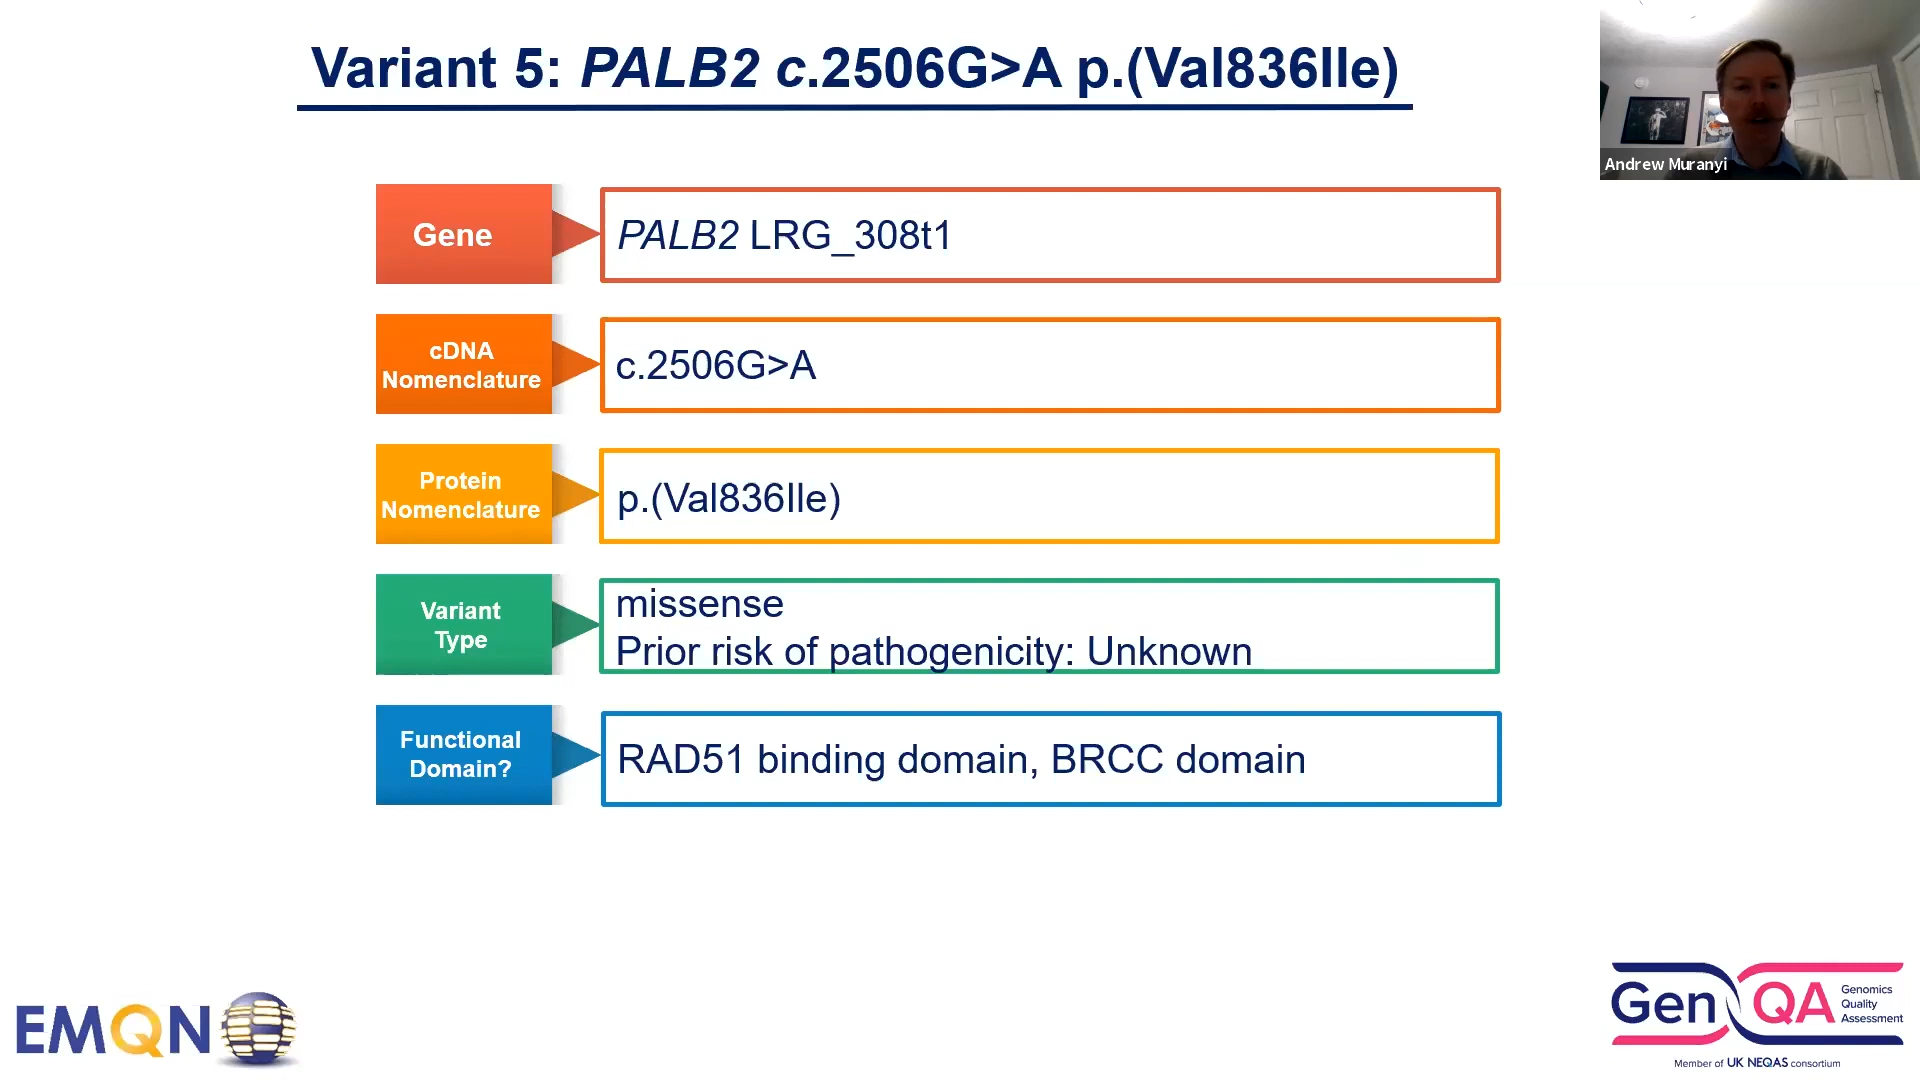 Variant 5: PALB2 c.2506G>A p.(Val836Ile)
Andrew Muranyi
Gene
PALB2 LRG_308t1
cDNA
Nomenclature
c.2506G>A
Protein
Nomenclature
p.(Val836Ile)
Variant
Type
missense
Prior risk of pathogenicity: Unknown
Functional
Domain?
RAD51 binding domain, BRCC domain
EMQN
GenQA
Genomics
Quality
Assessment
Member of UK NEQAS consortium